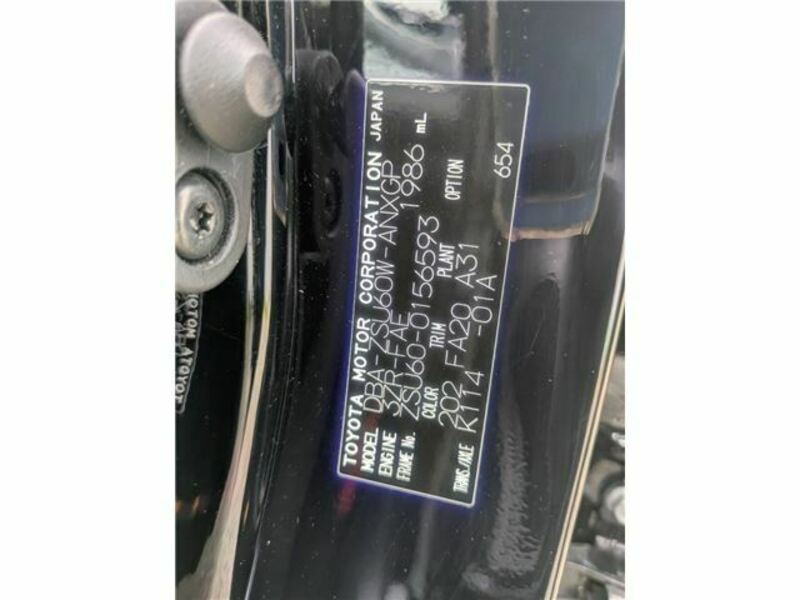 TOYOTA MOTOR CORPORATION JAPAN
MODEL DBA-ZSU60W-ANXGP
ENGINE 3ZR-FAE 1986 mL
FRAME No. ZSU60-0156593
COLOR TRIM PLANT OPTION
202 FA20 A31
TRANS./AXLE K114 -01A
654